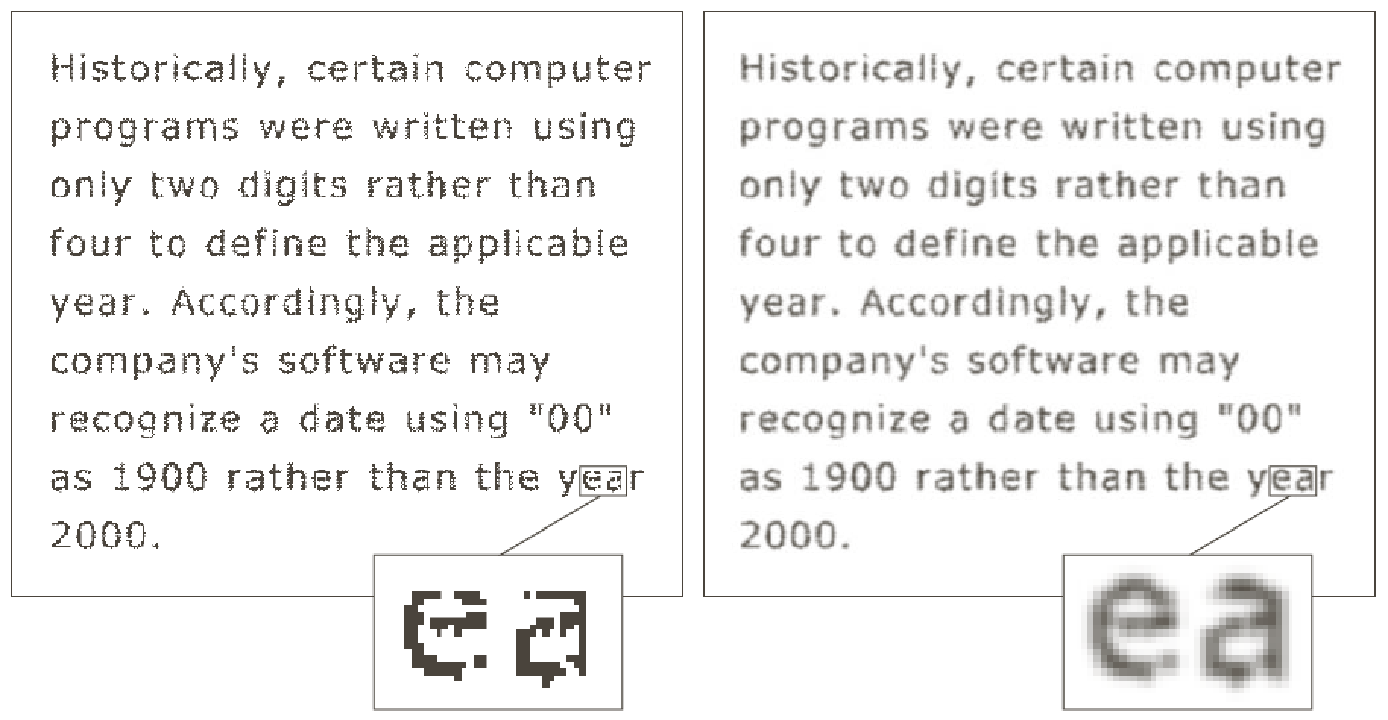 Historically, certain computer
programs were written using
only two digits rather than
four to define the applicable
year. Accordingly, the
company's software may
recognize a date using "00"
as 1900 rather than the year
2000.
ea
Historically, certain computer
programs were written using
only two digits rather than
four to define the applicable
year. Accordingly, the
company's software may
recognize a date using "00"
as 1900 rather than the year
2000.
ea